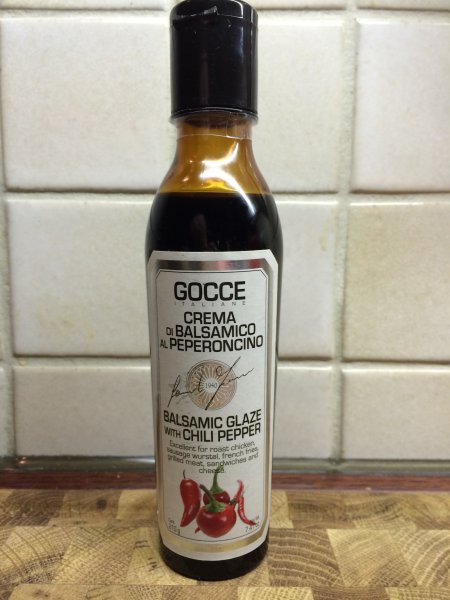 GOCCE
ITALIANE
CREMA
DI BALSAMICO
AL PEPERONCINO
1940
BALSAMIC GLAZE
WITH CHILI PEPPER
Excellent for roast chicken,
sausage wurstel, french fries,
grilled meat, sandwiches and
cheese.